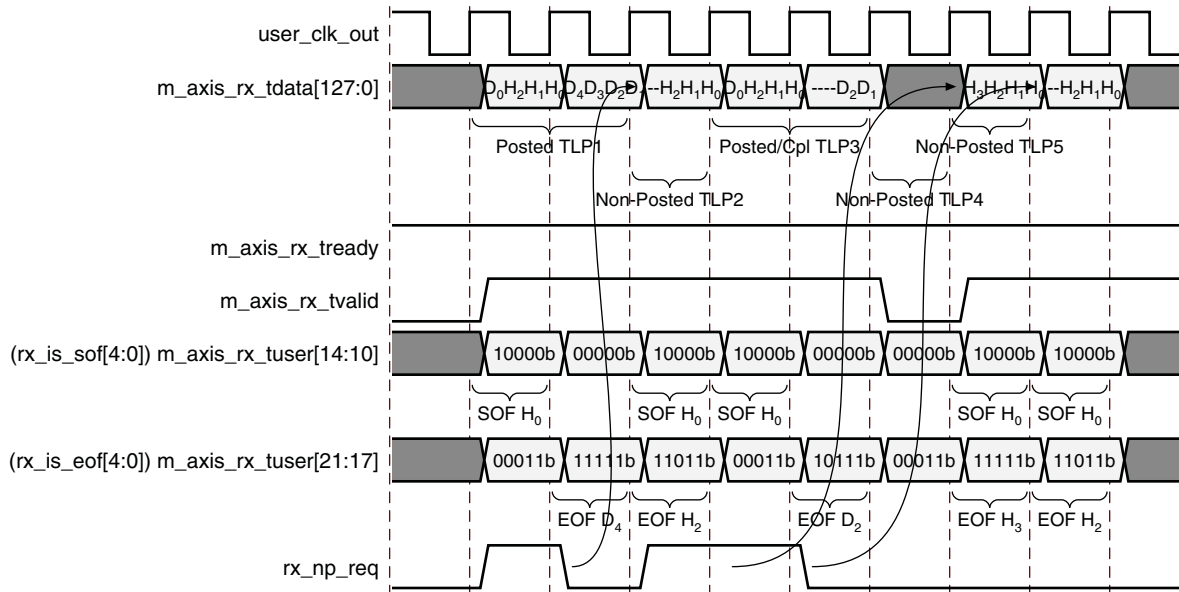 user_clk_out
m_axis_rx_tdata[127:0] D₀H₂H₁H₀ D₄D₃D₂D₁ --H₂H₁H₀ D₀H₂H₁H₀ ----D₂D₁ H₃H₂H₁H₀ --H₂H₁H₀
Posted TLP1 Posted/Cpl TLP3 Non-Posted TLP5
Non-Posted TLP2 Non-Posted TLP4
m_axis_rx_tready
m_axis_rx_tvalid
(rx_is_sof[4:0]) m_axis_rx_tuser[14:10] 10000b 00000b 10000b 10000b 00000b 00000b 10000b 10000b
SOF H₀ SOF H₀ SOF H₀ SOF H₀ SOF H₀
(rx_is_eof[4:0]) m_axis_rx_tuser[21:17] 00011b 11111b 11011b 00011b 10111b 00011b 11111b 11011b
EOF D₄ EOF H₂ EOF D₂ EOF H₃ EOF H₂
rx_np_req